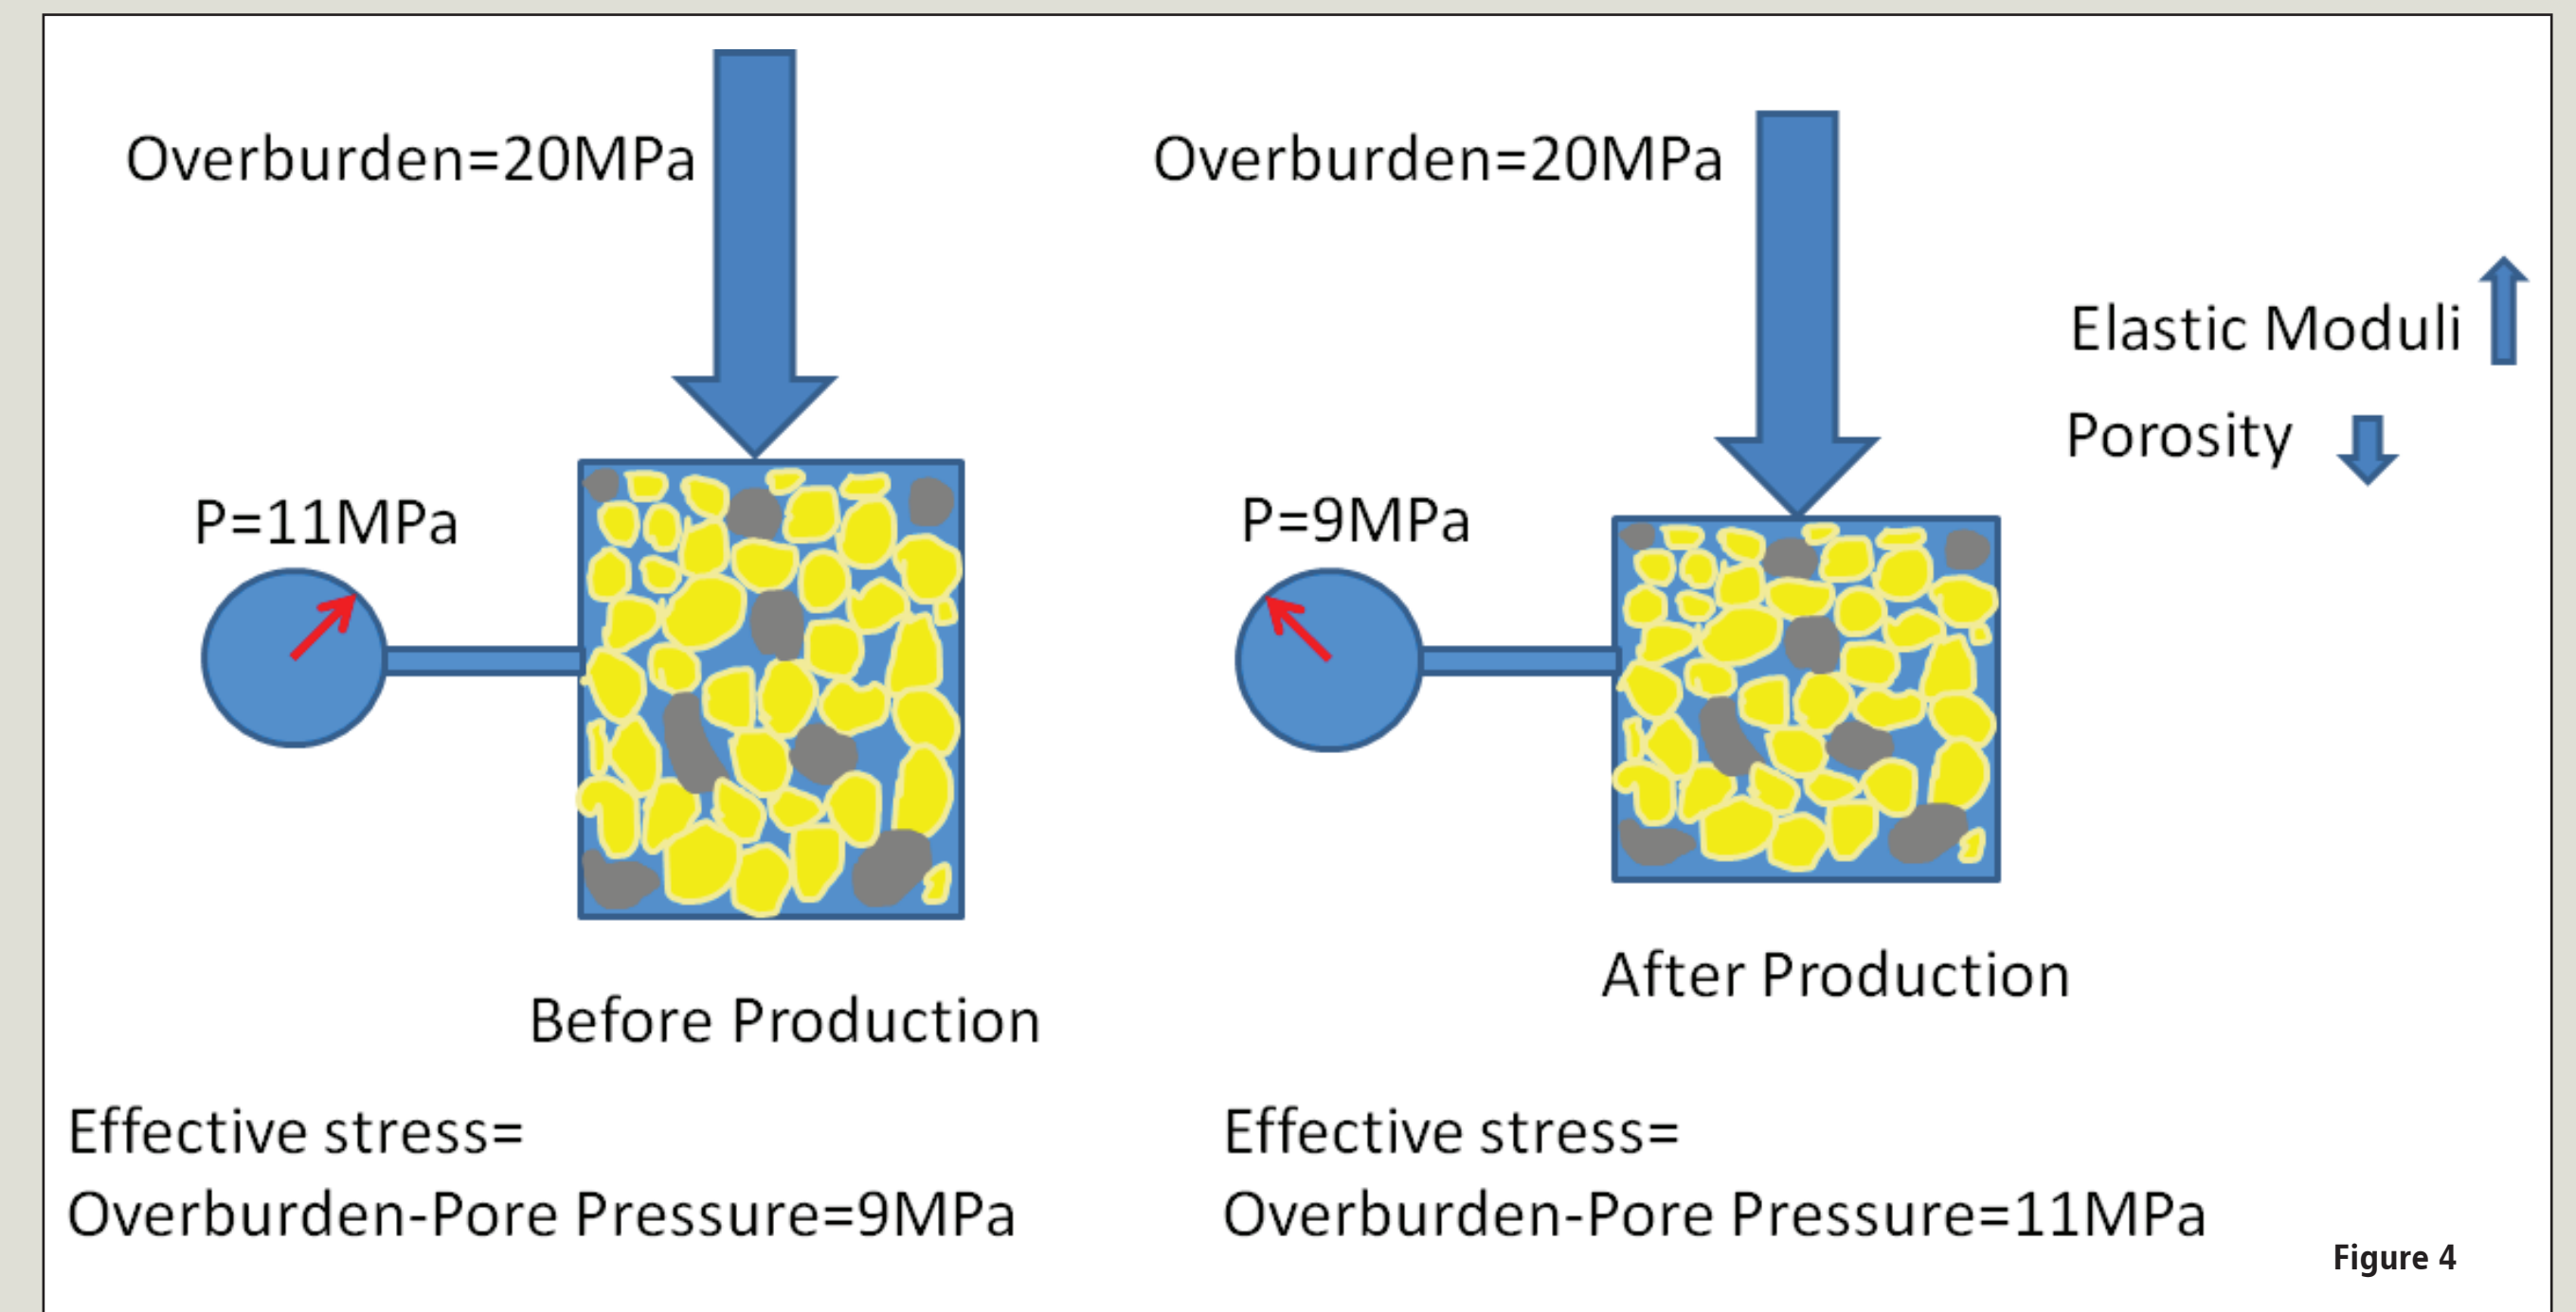 Overburden=20MPa
P=11MPa
Before Production
Effective stress=
Overburden-Pore Pressure=9MPa
Overburden=20MPa
P=9MPa
Elastic Moduli
Porosity
After Production
Effective stress=
Overburden-Pore Pressure=11MPa
Figure 4